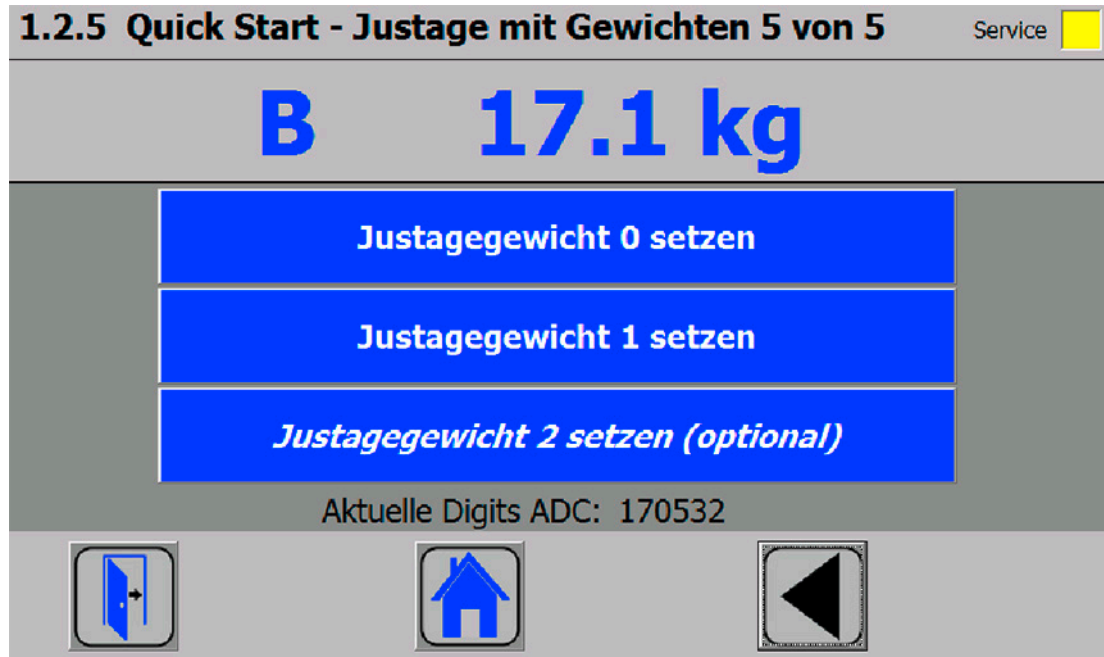 1.2.5 Quick Start - Justage mit Gewichten 5 von 5 Service
B 17.1 kg
Justagegewicht 0 setzen
Justagegewicht 1 setzen
Justagegewicht 2 setzen (optional)
Aktuelle Digits ADC: 170532